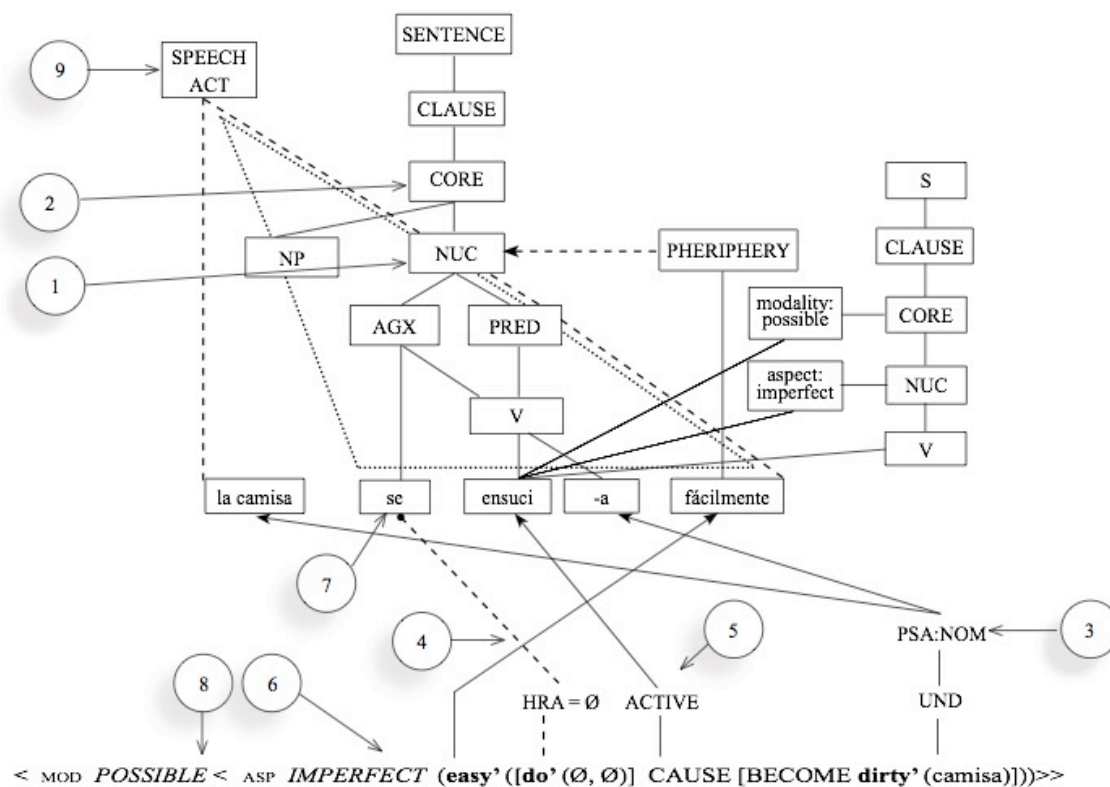 SENTENCE
SPEECH
ACT
9
CLAUSE
CORE
S
2
NP
NUC
PHERIPHERY
CLAUSE
1
AGX
PRED
modality:
possible
CORE
aspect:
imperfect
NUC
V
V
la camisa
se
ensuci
-a
fácilmente
7
4
5
PSA:NOM
3
8
6
HRA = Ø
ACTIVE
UND
< MOD POSSIBLE < ASP IMPERFECT (easy’ ([do’ (Ø, Ø)] CAUSE [BECOME dirty’ (camisa)]))>>